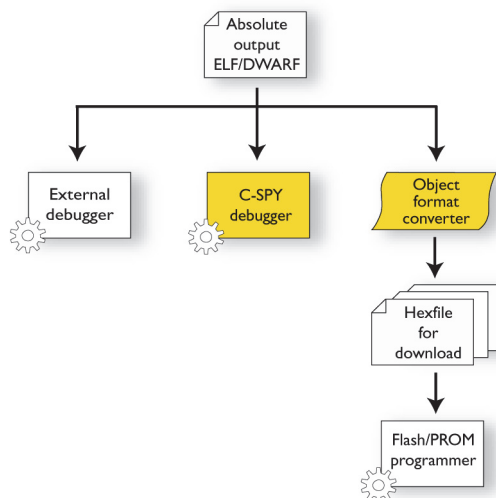 Absolute
output
ELF/DWARF
External
debugger
C-SPY
debugger
Object
format
converter
Hexfile
for
download
Flash/PROM
programmer